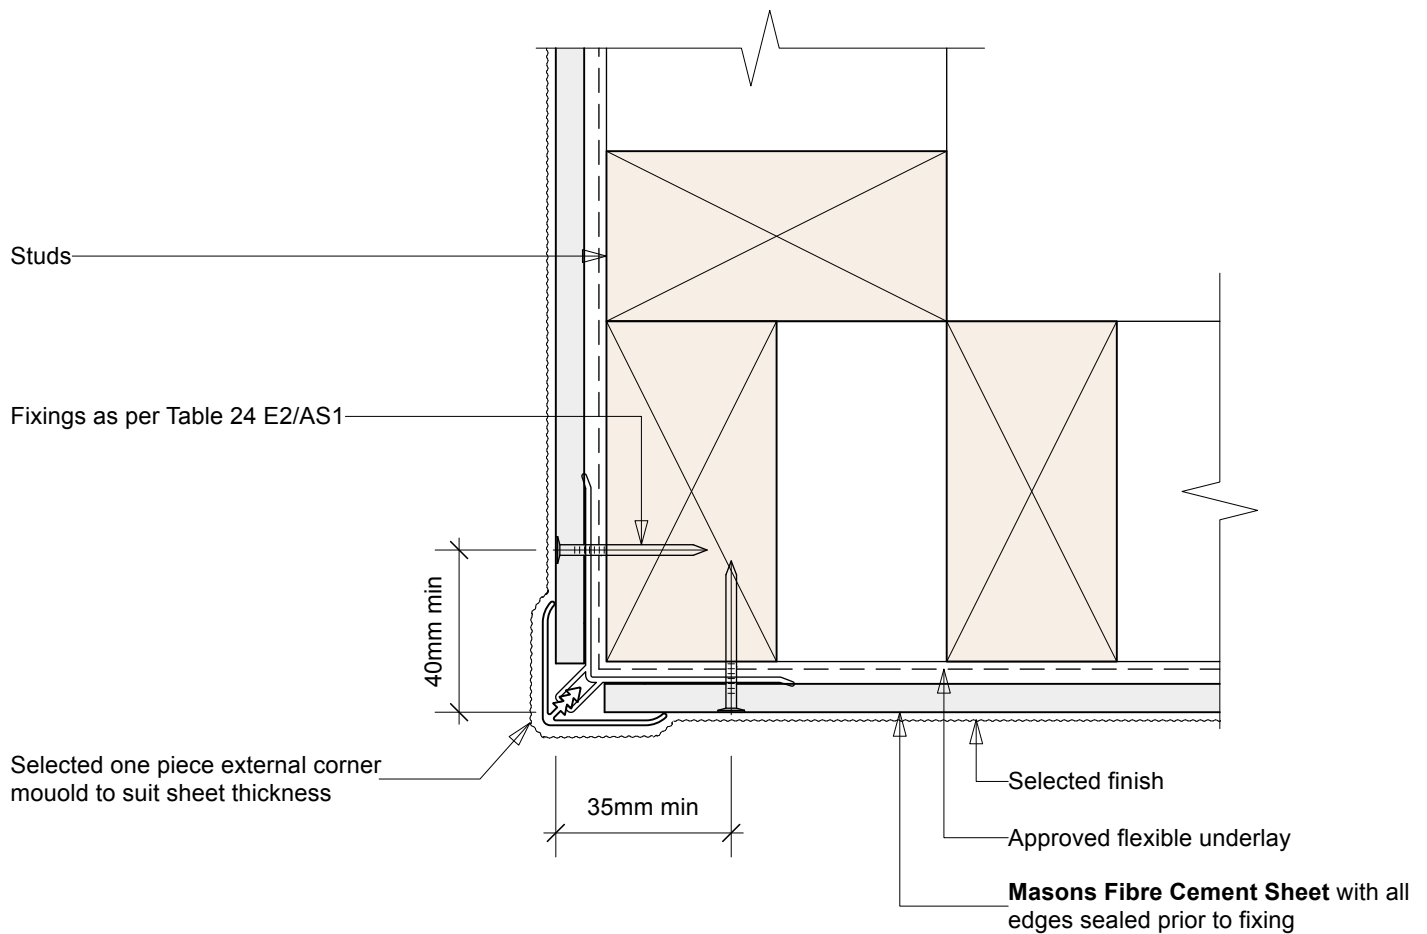 Studs
Fixings as per Table 24 E2/AS1
40mm min
Selected one piece external corner
mouold to suit sheet thickness
35mm min
Selected finish
Approved flexible underlay
Masons Fibre Cement Sheet with all
edges sealed prior to fixing